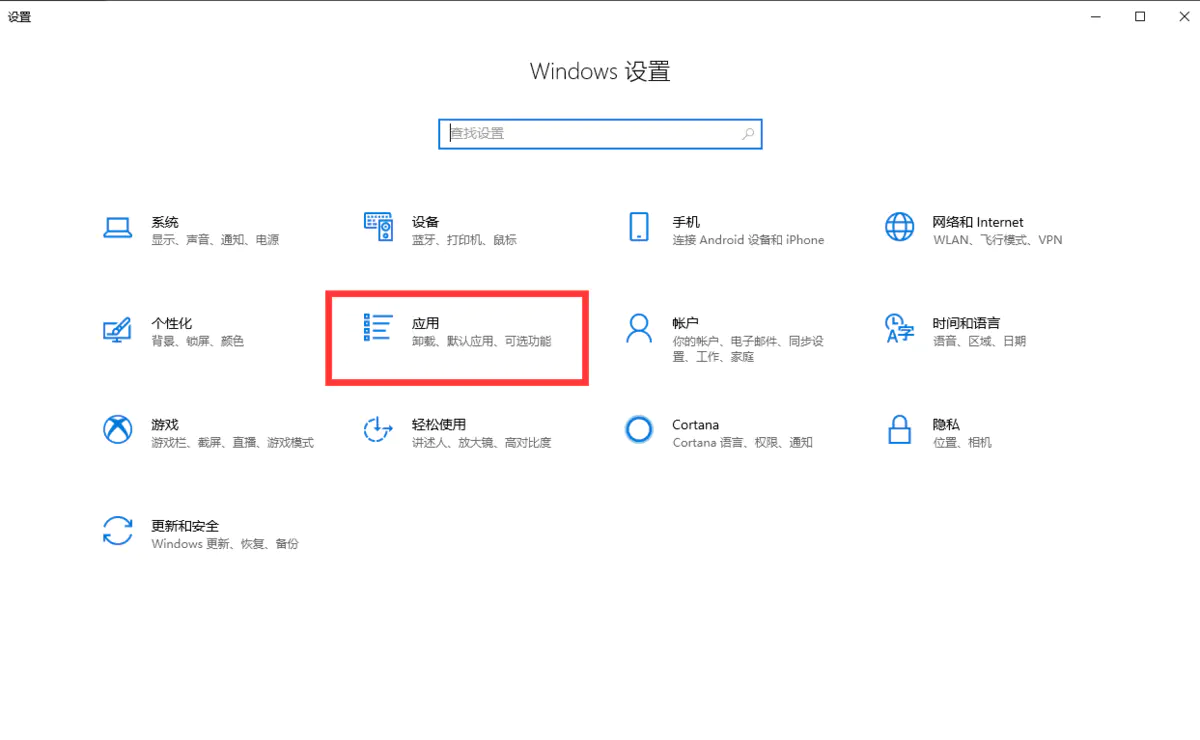 设置
Windows 设置
查找设置
系统
显示、声音、通知、电源
设备
蓝牙、打印机、鼠标
手机
连接 Android 设备和 iPhone
网络和 Internet
WLAN、飞行模式、VPN
个性化
背景、锁屏、颜色
应用
卸载、默认应用、可选功能
帐户
你的帐户、电子邮件、同步设
置、工作、家庭
时间和语言
语音、区域、日期
游戏
游戏栏、截屏、直播、游戏模式
轻松使用
讲述人、放大镜、高对比度
Cortana
Cortana 语言、权限、通知
隐私
位置、相机
更新和安全
Windows 更新、恢复、备份